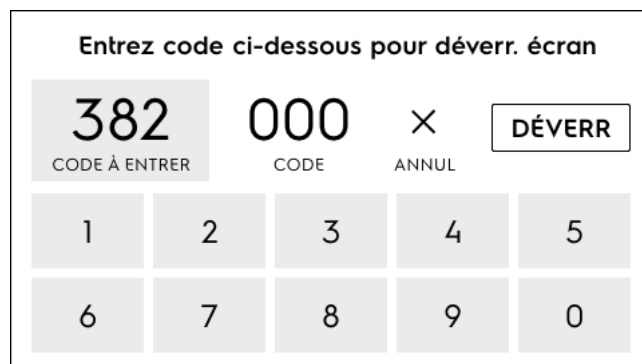 Entrez code ci-dessous pour déverr. écran
382 000 × DÉVERR
CODE À ENTRER CODE ANNUL
1 2 3 4 5
6 7 8 9 0